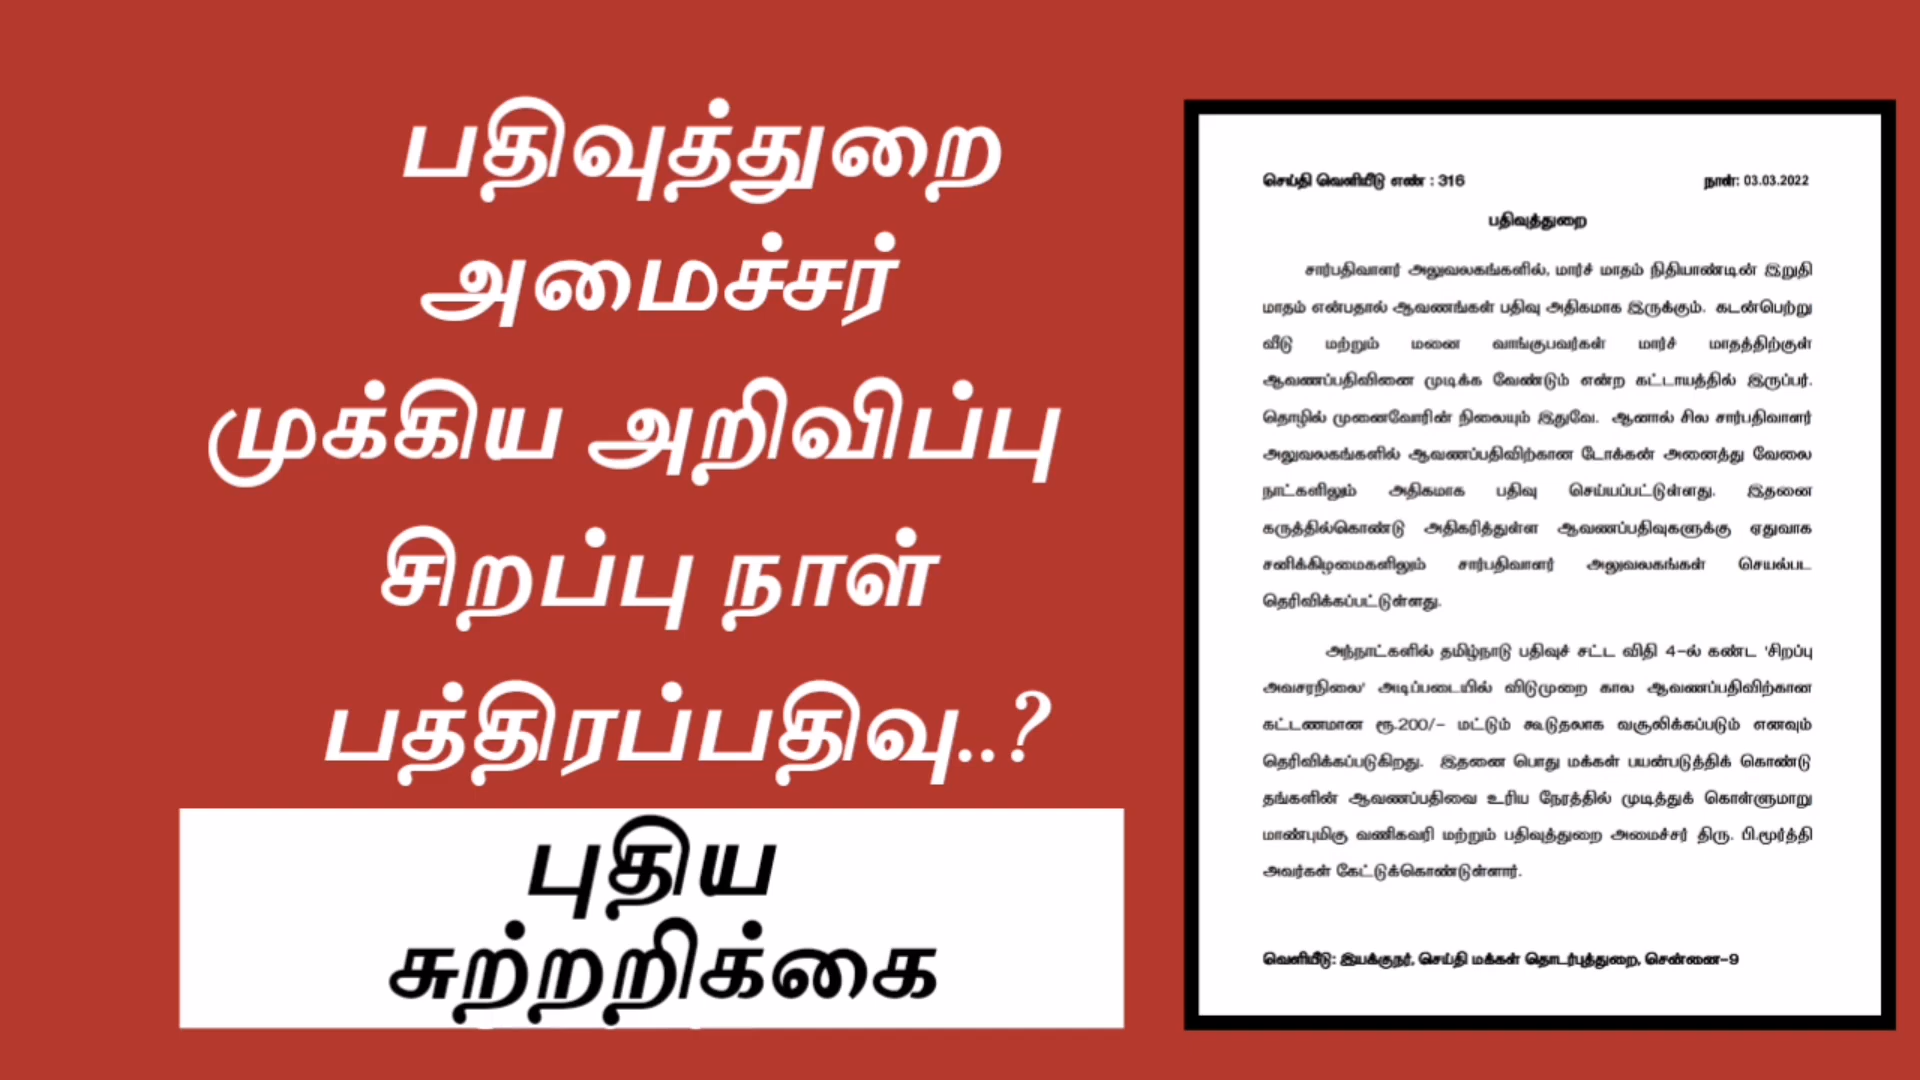 பதிவுத்துறை
அமைச்சர்
முக்கிய அறிவிப்பு
சிறப்பு நாள்
பத்திரப்பதிவு..?
புதிய
சுற்றறிக்கை
செய்தி வெளியீடு எண் : 316 நாள்: 03.03.2022
பதிவுத்துறை
சார்பதிவாளர் அலுவலகங்களில், மார்ச் மாதம் நிதியாண்டின் இறுதி
மாதம் என்பதால் ஆவணங்கள் பதிவு அதிகமாக இருக்கும். கடன்பெற்று
வீடு மற்றும் மனை வாங்குபவர்கள் மார்ச் மாதத்திற்குள்
ஆவணப்பதிவினை முடிக்க வேண்டும் என்ற கட்டாயத்தில் இருப்பர்.
தொழில் முனைவோரின் நிலையும் இதுவே. ஆனால் சில சார்பதிவாளர்
அலுவலகங்களில் ஆவணப்பதிவிற்கான டோக்கன் அனைத்து வேலை
நாட்களிலும் அதிகமாக பதிவு செய்யப்பட்டுள்ளது. இதனை
கருத்தில்கொண்டு அதிகரித்துள்ள ஆவணப்பதிவுகளுக்கு ஏதுவாக
சனிக்கிழமைகளிலும் சார்பதிவாளர் அலுவலகங்கள் செயல்பட
தெரிவிக்கப்பட்டுள்ளது.
அந்நாட்களில் தமிழ்நாடு பதிவுச் சட்ட விதி 4-ல் கண்ட 'சிறப்பு
அவசரநிலை' அடிப்படையில் விடுமுறை கால ஆவணப்பதிவிற்கான
கட்டணமான ரூ.200/- மட்டும் கூடுதலாக வசூலிக்கப்படும் எனவும்
தெரிவிக்கப்படுகிறது. இதனை பொது மக்கள் பயன்படுத்திக் கொண்டு
தங்களின் ஆவணப்பதிவை உரிய நேரத்தில் முடித்துக் கொள்ளுமாறு
மாண்புமிகு வணிகவரி மற்றும் பதிவுத்துறை அமைச்சர் திரு. பி.மூர்த்தி
அவர்கள் கேட்டுக்கொண்டுள்ளார்.
வெளியீடு: இயக்குநர், செய்தி மக்கள் தொடர்புத்துறை, சென்னை-9